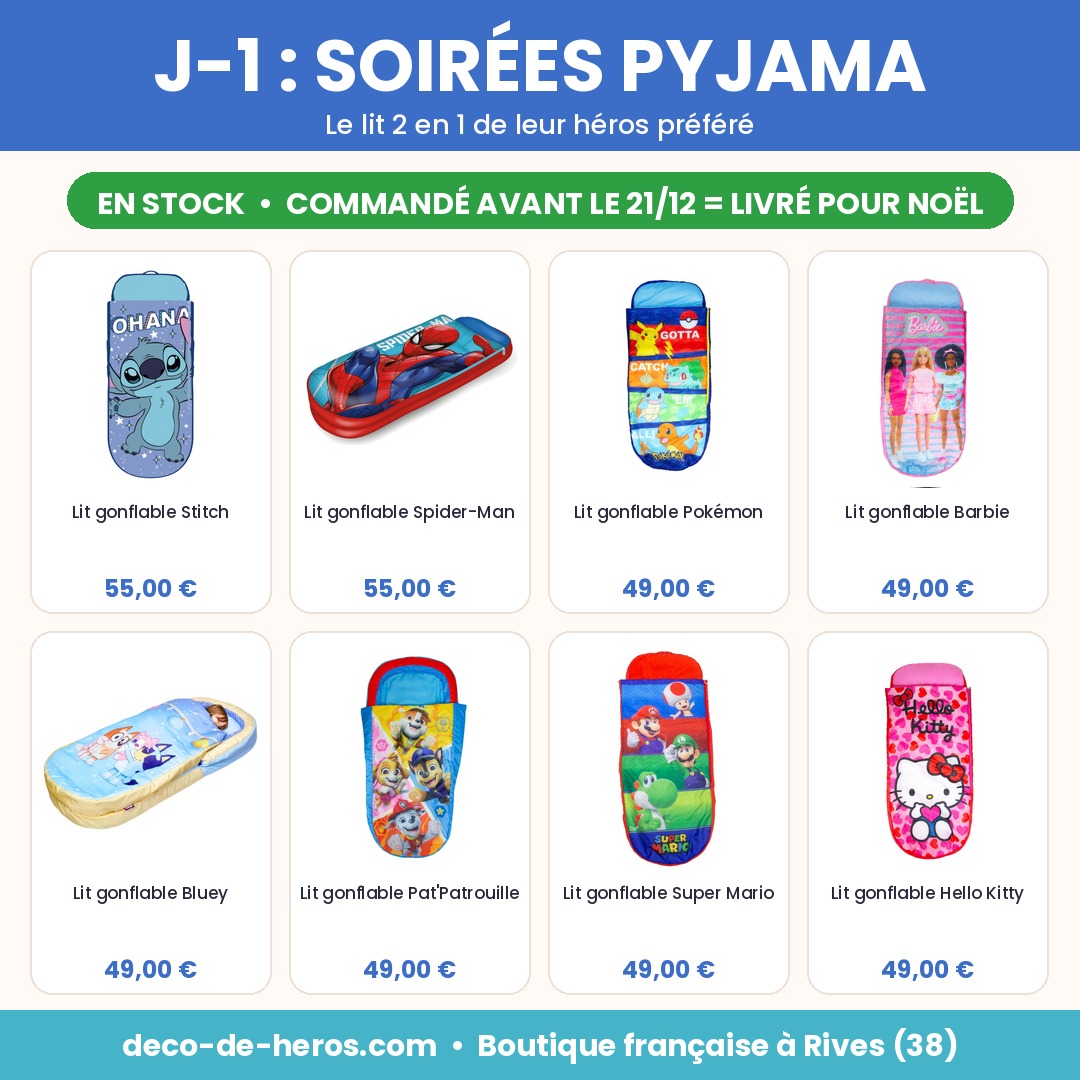 J-1 : SOIRÉES PYJAMA
Le lit 2 en 1 de leur héros préféré
EN STOCK • COMMANDÉ AVANT LE 21/12 = LIVRÉ POUR NOËL
OHANA
Lit gonflable Stitch
55,00 €
SPIDER-MA
Lit gonflable Spider-Man
55,00 €
GOTTA
CATCH
'EM
ALL!
POKéMON
Lit gonflable Pokémon
49,00 €
Barbie
Lit gonflable Barbie
49,00 €
Lit gonflable Bluey
49,00 €
Lit gonflable Pat'Patrouille
49,00 €
SUPER
MARIO
Lit gonflable Super Mario
49,00 €
Hello
Kitty
Lit gonflable Hello Kitty
49,00 €
deco-de-heros.com • Boutique française à Rives (38)